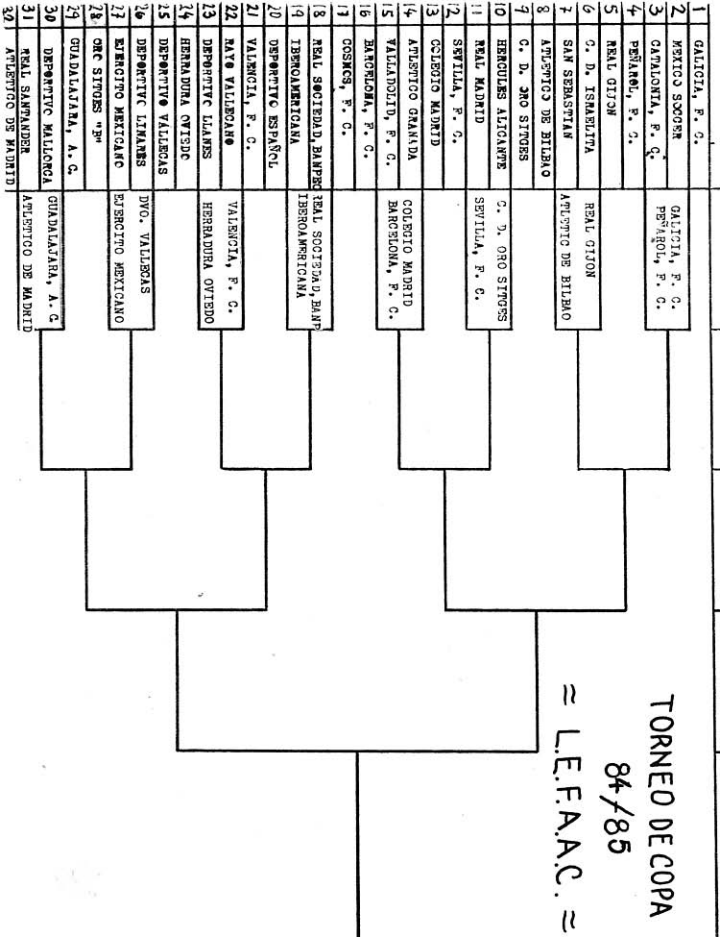 TORNEO DE COPA
84/85
= L.E.F.A.A.C. =
1 GALICIA, F. C.
2 MEXICO SOCCER
3 CATALONIA, F. C.
4 PEÑAROL, F. C.
5 REAL GIJON
6 C. D. ISRAELITA
7 SAN SEBASTIAN
8 ATLETICO DE BILBAO
9 C. D. ORO SITGES
10 HERCULES ALICANTE
11 REAL MADRID
12 SEVILLA, F. C.
13 COLEGIO MADRID
14 ATLETICO GRANADA
15 VALLADOLID, F. C.
16 BARCELONA, F. C.
17 COSMOS, F. C.
18 REAL SOCIEDAD, BANPE
19 IBEROAMERICANA
20 DEPORTIVO ESPAÑOL
21 VALENCIA, F. C.
22 RAYO VALLECANO
23 DEPORTIVO LLANES
24 HERRADURA OVIEDO
25 DEPORTIVO VALLECAS
26 DEPORTIVO LINARES
27 EJERCITO MEXICANO
28 ORO SITGES "B"
29 GUADALAJARA, A. C.
30 DEPORTIVO MALLORCA
31 REAL SANTANDER
32 ATLETICO DE MADRID
GALICIA, F. C.
PEÑAROL, F. C.
REAL GIJON
ATLETIC DE BILBAO
C. D. ORO SITGES
SEVILLA, F. C.
COLEGIO MADRID
BARCELONA, F. C.
REAL SOCIEDAD, BANP
IBEROAMERICANA
VALENCIA, F. C.
HERRADURA OVIEDO
DVO. VALLECAS
EJERCITO MEXICANO
GUADALAJARA, A. C
ATLETICO DE MADRID